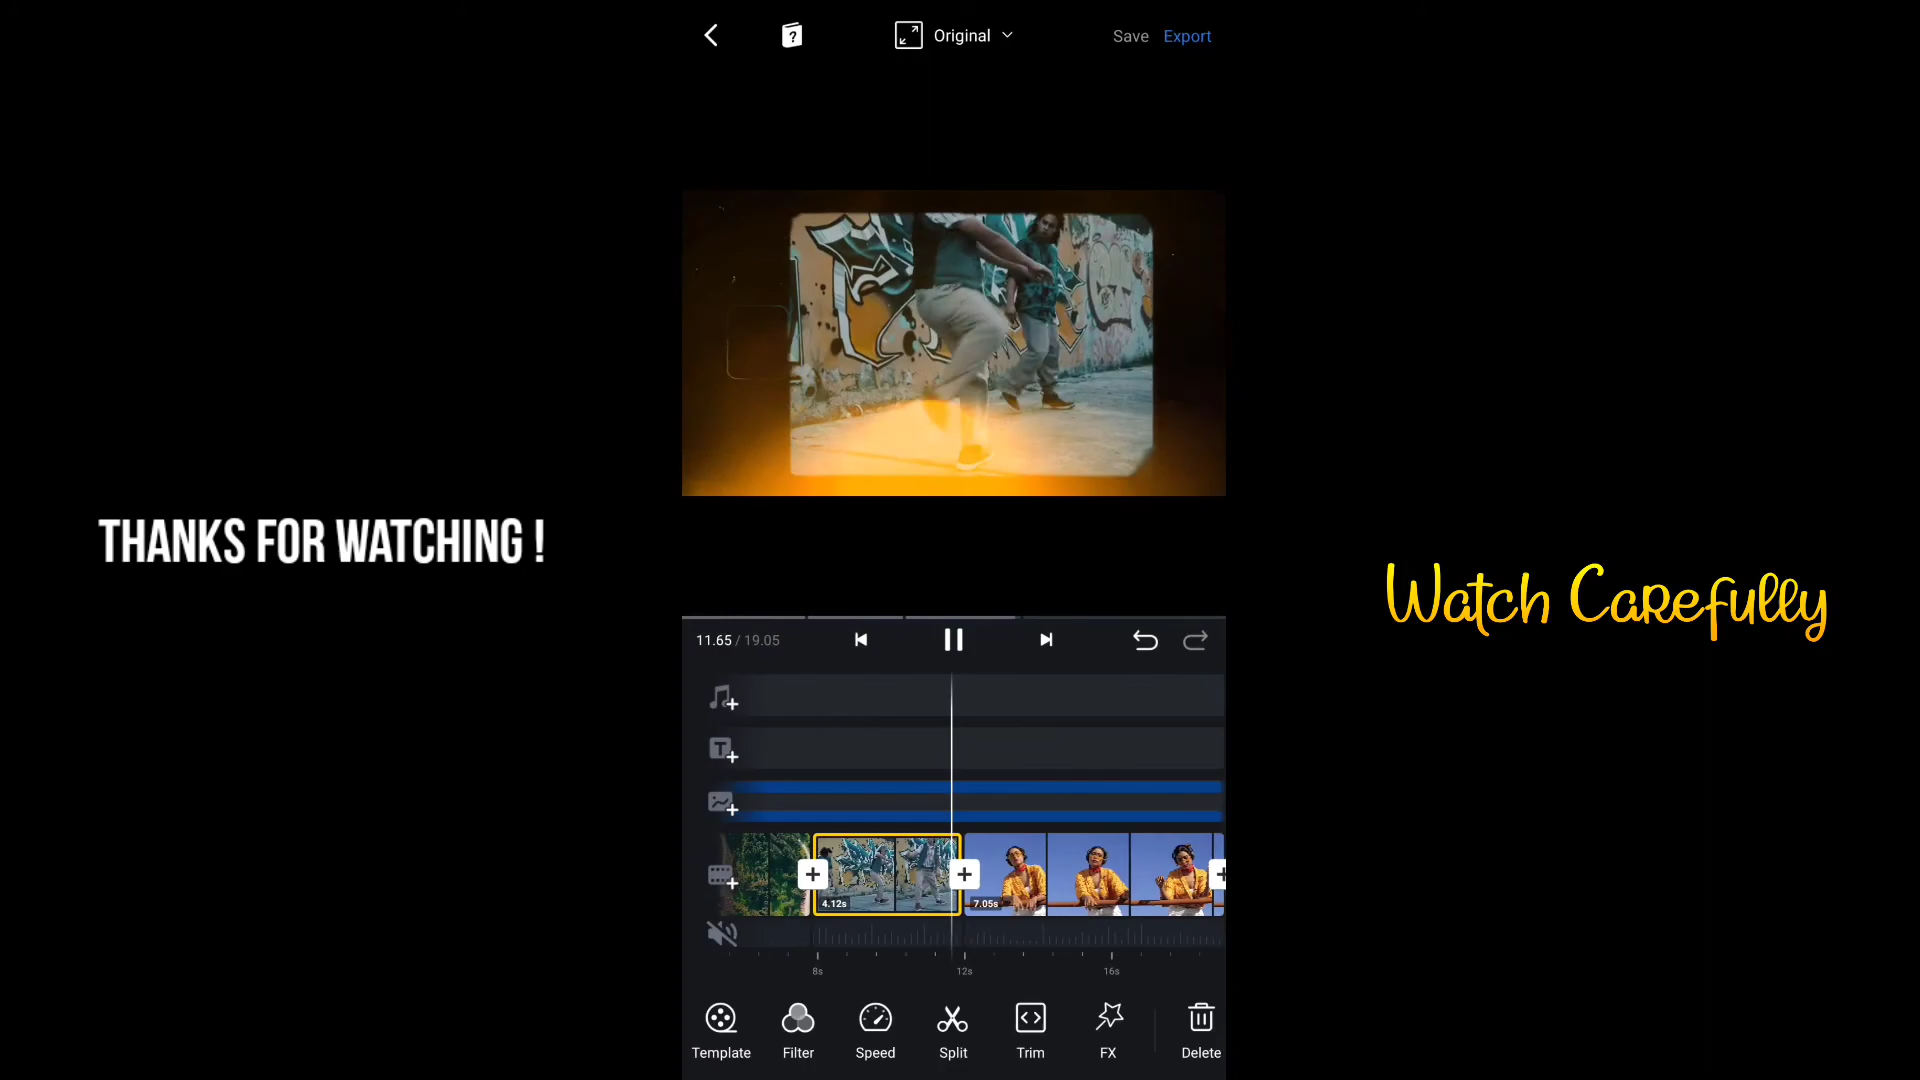 Original
Save
Export
THANKS FOR WATCHING !
Watch Carefully
11.65 / 19.05
4.12s
7.05s
8s
12s
16s
Template
Filter
Speed
Split
Trim
FX
Delete